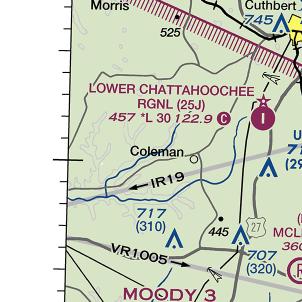 Morris
Cuthbert
745
525
LOWER CHATTAHOOCHEE
RGNL (25J)
457 *L 30 122.9 C
Coleman
IR19
717
(310)
445
27
VR1005
707
(320)
MOODY 3